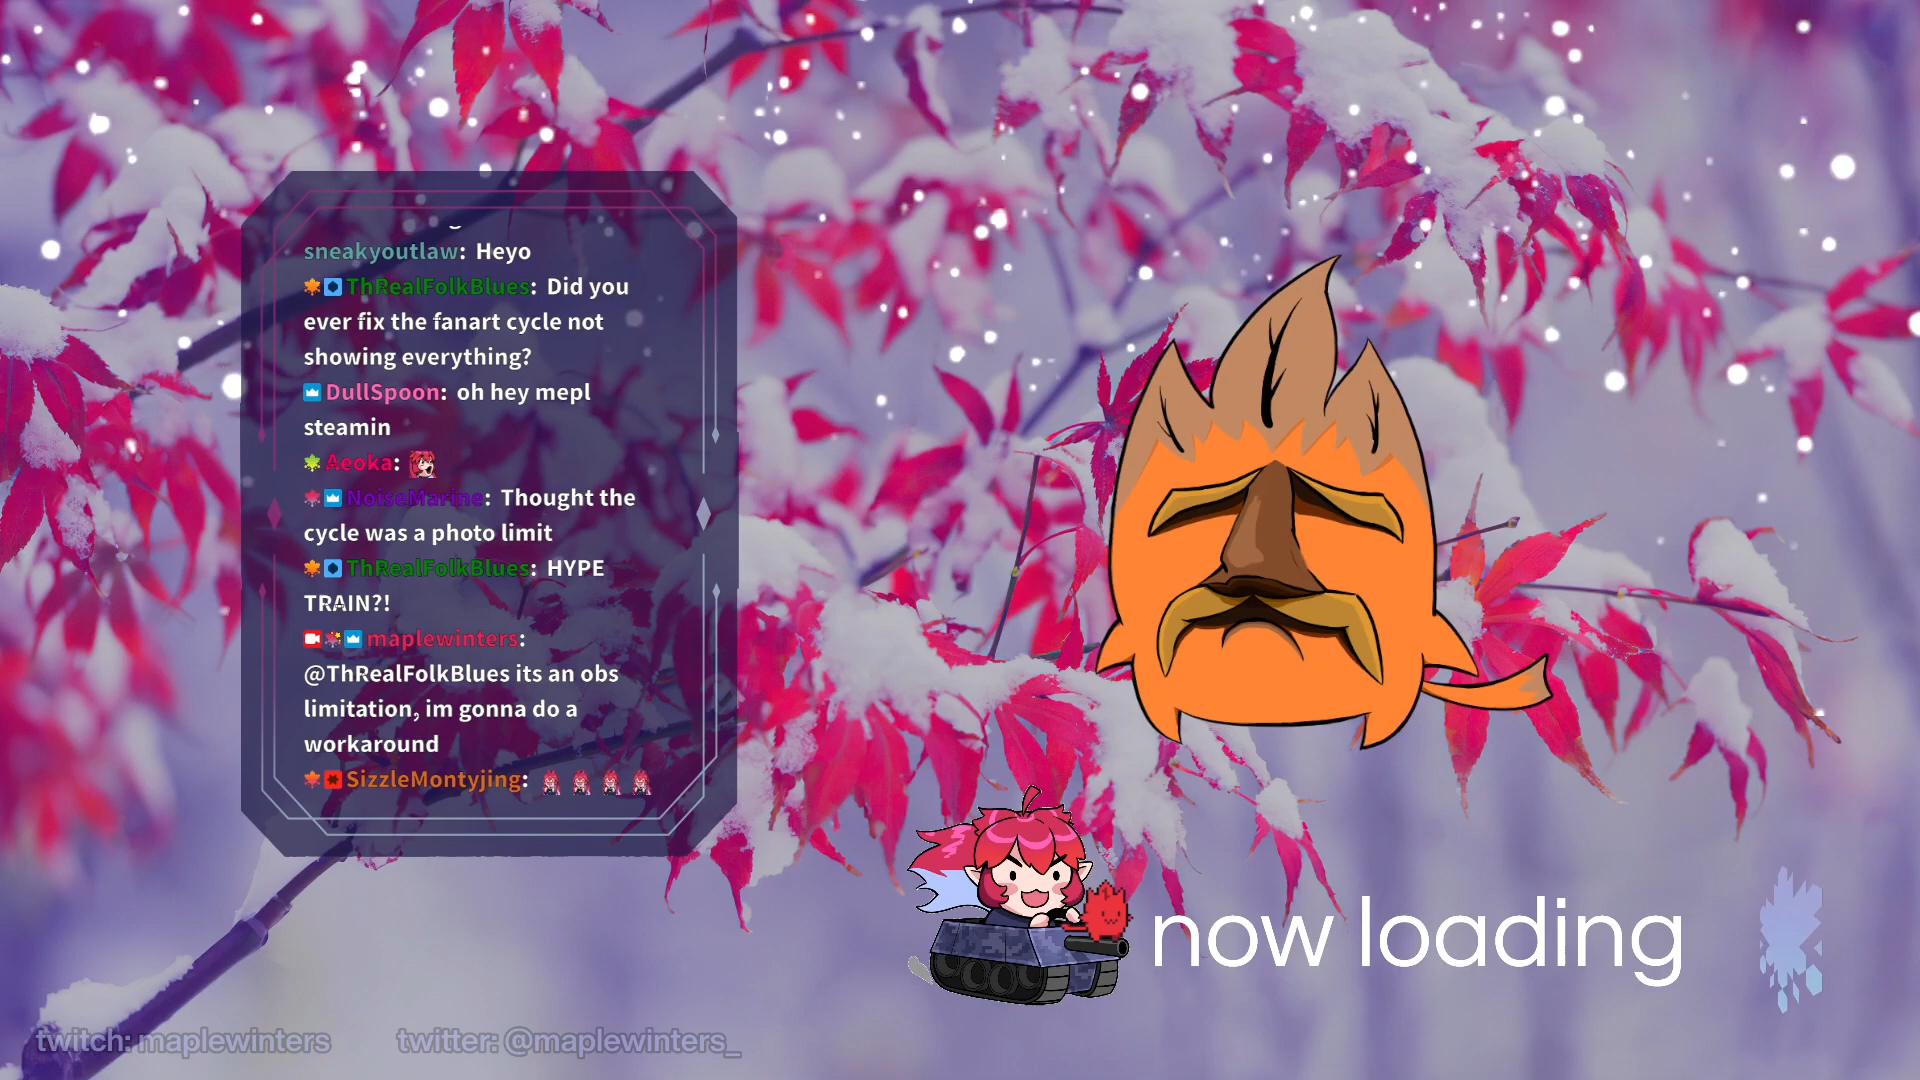 sneakyoutlaw: Heyo
ThRealFolkBlues: Did you
ever fix the fanart cycle not
showing everything?
DullSpoon: oh hey mepl
steamin
Aeoka:
NoiseMarine: Thought the
cycle was a photo limit
ThRealFolkBlues: HYPE
TRAIN?!
maplewinters:
@ThRealFolkBlues its an obs
limitation, im gonna do a
workaround
SizzleMontyjing:
now loading
twitch: maplewinters
twitter: @maplewinters_